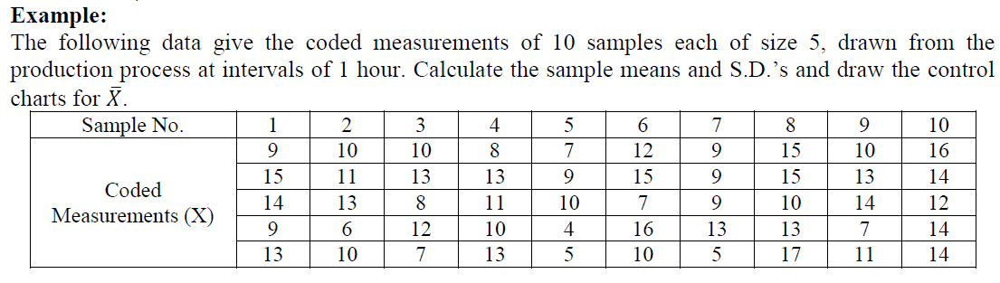 Example:
The following data give the coded measurements of 10 samples each of size 5, drawn from the
production process at intervals of 1 hour. Calculate the sample means and S.D.’s and draw the control
charts for X̅.
Sample No. 1 2 3 4 5 6 7 8 9 10
Coded Measurements (X)
9 10 10 8 7 12 9 15 10 16
15 11 13 13 9 15 9 15 13 14
14 13 8 11 10 7 9 10 14 12
9 6 12 10 4 16 13 13 7 14
13 10 7 13 5 10 5 17 11 14